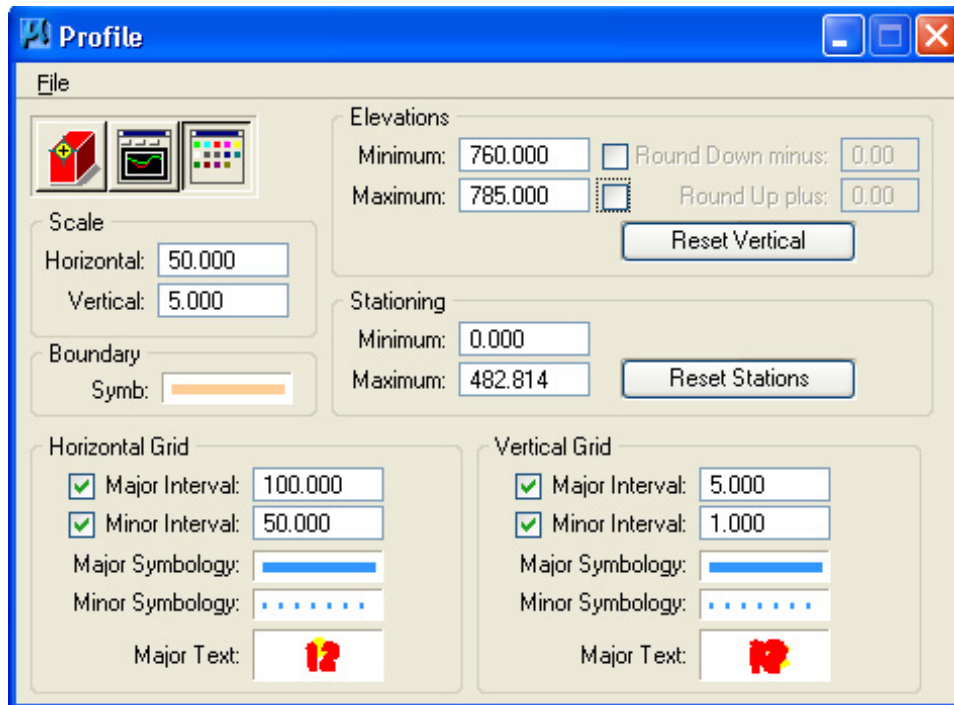 Profile
File
Elevations
Minimum: 760.000 Round Down minus: 0.00
Maximum: 785.000 Round Up plus: 0.00
Reset Vertical
Scale
Horizontal: 50.000
Vertical: 5.000
Stationing
Minimum: 0.000
Maximum: 482.814 Reset Stations
Boundary
Symb:
Horizontal Grid
Major Interval: 100.000
Minor Interval: 50.000
Major Symbology:
Minor Symbology:
Major Text: 12
Vertical Grid
Major Interval: 5.000
Minor Interval: 1.000
Major Symbology:
Minor Symbology:
Major Text: